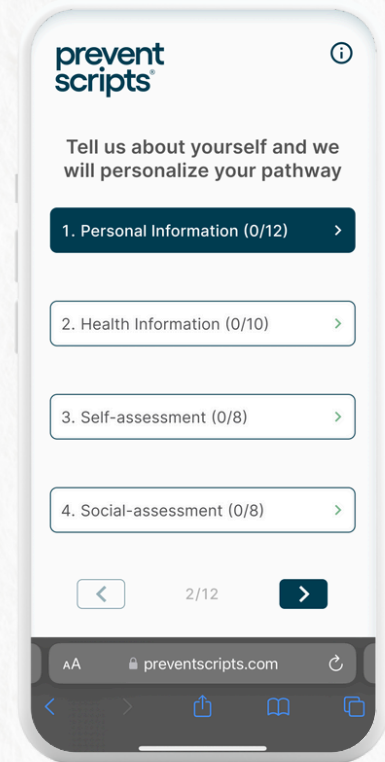 prevent
scripts®
Tell us about yourself and we
will personalize your pathway
1. Personal Information (0/12)
2. Health Information (0/10)
3. Self-assessment (0/8)
4. Social-assessment (0/8)
2/12
AA
preventscripts.com